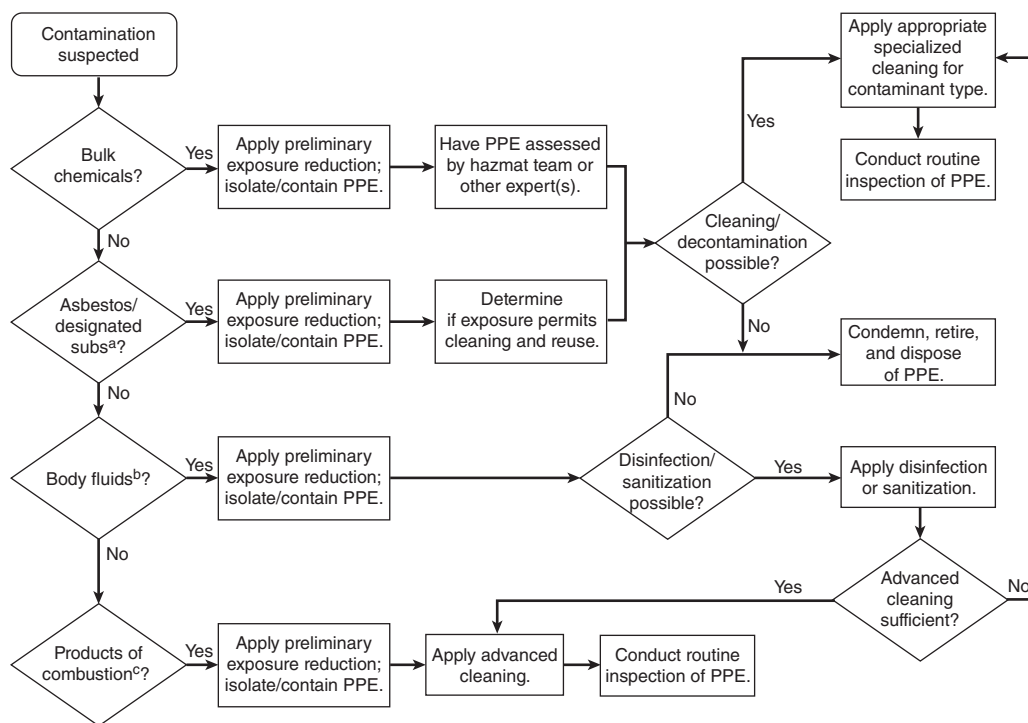 Contamination
suspected
Bulk
chemicals?
Yes
Apply preliminary
exposure reduction;
isolate/contain PPE.
Have PPE assessed
by hazmat team or
other expert(s).
No
Asbestos/
designated
subsᵃ?
Yes
Apply preliminary
exposure reduction;
isolate/contain PPE.
Determine
if exposure permits
cleaning and reuse.
Cleaning/
decontamination
possible?
Yes
Apply appropriate
specialized
cleaning for
contaminant type.
Conduct routine
inspection of PPE.
No
Condemn, retire,
and dispose
of PPE.
No
Body fluidsᵇ?
Yes
Apply preliminary
exposure reduction;
isolate/contain PPE.
Disinfection/
sanitization
possible?
No
Yes
Apply disinfection
or sanitization.
Advanced
cleaning
sufficient?
No
Yes
No
Products of
combustionᶜ?
Yes
Apply preliminary
exposure reduction;
isolate/contain PPE.
Apply advanced
cleaning.
Conduct routine
inspection of PPE.